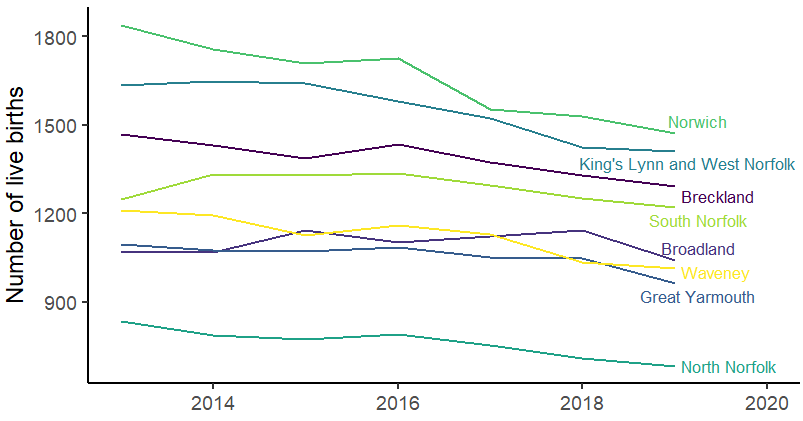 Number of live births
1800
1500
1200
900
Norwich
King's Lynn and West Norfolk
Breckland
South Norfolk
Broadland
Waveney
Great Yarmouth
North Norfolk
2014
2016
2018
2020